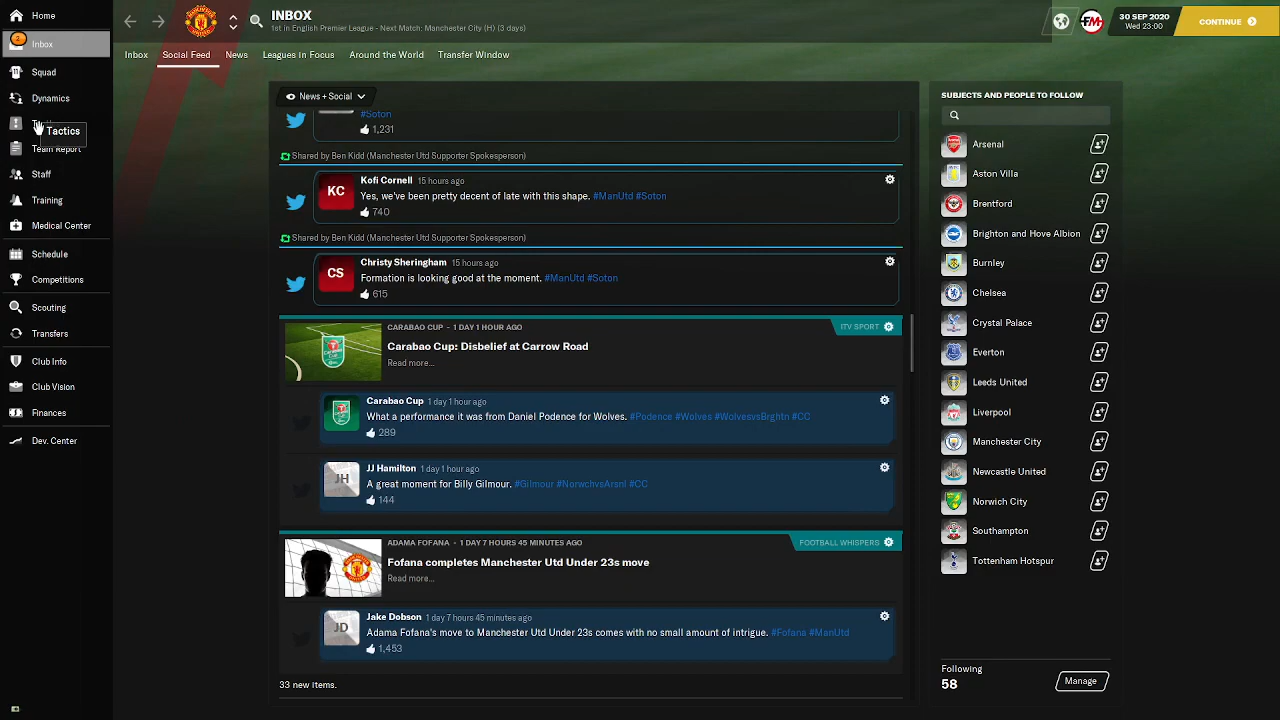 Home
INBOX
1st in English Premier League - Next Match: Manchester City (H) (3 days)
FM
30 SEP 2020
Wed 23:00
CONTINUE
2
Inbox
Squad
Dynamics
Tactics
Team Report
Staff
Training
Medical Center
Schedule
Competitions
Scouting
Transfers
Club Info
Club Vision
Finances
Dev. Center
Inbox
Social Feed
News
Leagues In Focus
Around the World
Transfer Window
News + Social
#Soton
1,231
Shared by Ben Kidd (Manchester Utd Supporter Spokesperson)
KC
Kofi Cornell 15 hours ago
Yes, we've been pretty decent of late with this shape. #ManUtd #Soton
740
Shared by Ben Kidd (Manchester Utd Supporter Spokesperson)
CS
Christy Sheringham 15 hours ago
Formation is looking good at the moment. #ManUtd #Soton
615
CARABAO CUP - 1 DAY 1 HOUR AGO
ITV SPORT
Carabao Cup: Disbelief at Carrow Road
Read more...
Carabao Cup 1 day 1 hour ago
What a performance it was from Daniel Podence for Wolves. #Podence #Wolves #WolvesvsBrghtn #CC
289
JH
JJ Hamilton 1 day 1 hour ago
A great moment for Billy Gilmour. #Gilmour #NorwchvsArsnl #CC
144
ADAMA FOFANA - 1 DAY 7 HOURS 45 MINUTES AGO
FOOTBALL WHISPERS
Fofana completes Manchester Utd Under 23s move
Read more...
JD
Jake Dobson 1 day 7 hours 45 minutes ago
Adama Fofana's move to Manchester Utd Under 23s comes with no small amount of intrigue. #Fofana #ManUtd
1,453
33 new items.
SUBJECTS AND PEOPLE TO FOLLOW
Arsenal
Aston Villa
Brentford
Brighton and Hove Albion
Burnley
Chelsea
Crystal Palace
Everton
Leeds United
Liverpool
Manchester City
Newcastle United
Norwich City
Southampton
Tottenham Hotspur
Following
58
Manage